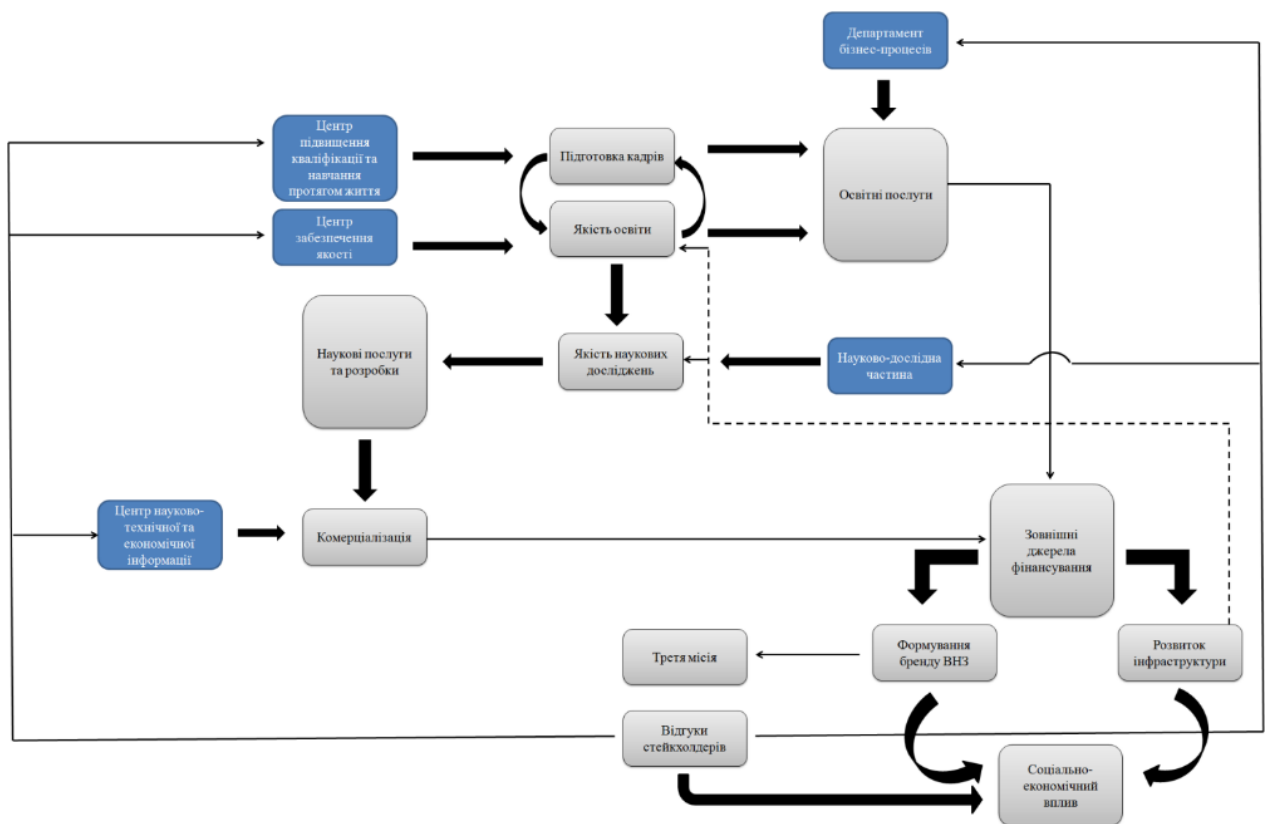 Департамент
бізнес-процесів
Центр
підвищення
кваліфікації та
навчання
протягом життя
Підготовка кадрів
Освітні послуги
Центр
забезпечення
якості
Якість освіти
Наукові послуги
та розробки
Якість наукових
досліджень
Науково-дослідна
частина
Центр науково-
технічної та
економічної
інформації
Комерціалізація
Зовнішні
джерела
фінансування
Третя місія
Формування
бренду ВНЗ
Розвиток
інфраструктури
Відгуки
стейкхолдерів
Соціально-
економічний
вплив